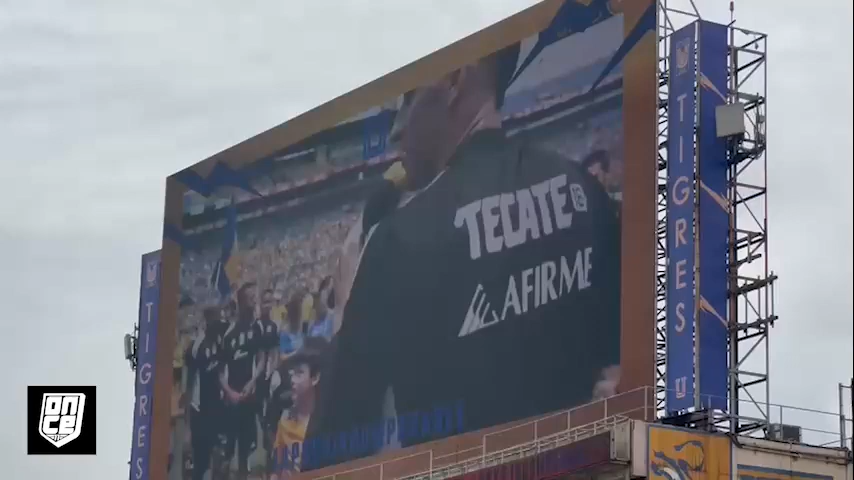 TECATE
AFIRME
TIGRES
TIGRES
ONCE